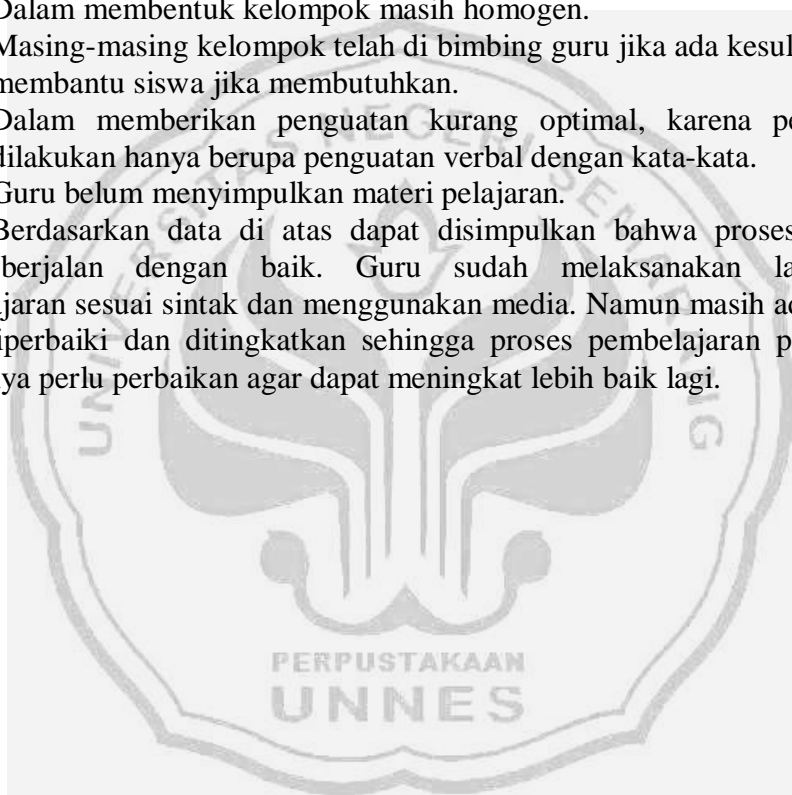 Dalam membentuk kelompok masih homogen.
Masing-masing kelompok telah di bimbing guru jika ada
membantu siswa jika membutuhkan.
Dalam memberikan penguatan kurang optimal, karena
dilakukan hanya berupa penguatan verbal dengan kata-kata.
Guru belum menyimpulkan materi pelajaran.
Berdasarkan data di atas dapat disimpulkan bahwa proses
berjalan dengan baik. Guru sudah melaksanakan
sesuai sintak dan menggunakan media. Namun masih
dan ditingkatkan sehingga proses pembelajaran
perlu perbaikan agar dapat meningkat lebih baik lagi.
UNIVERSITAS NEGERI SEMARANG
PERPUSTAKAAN
UNNES